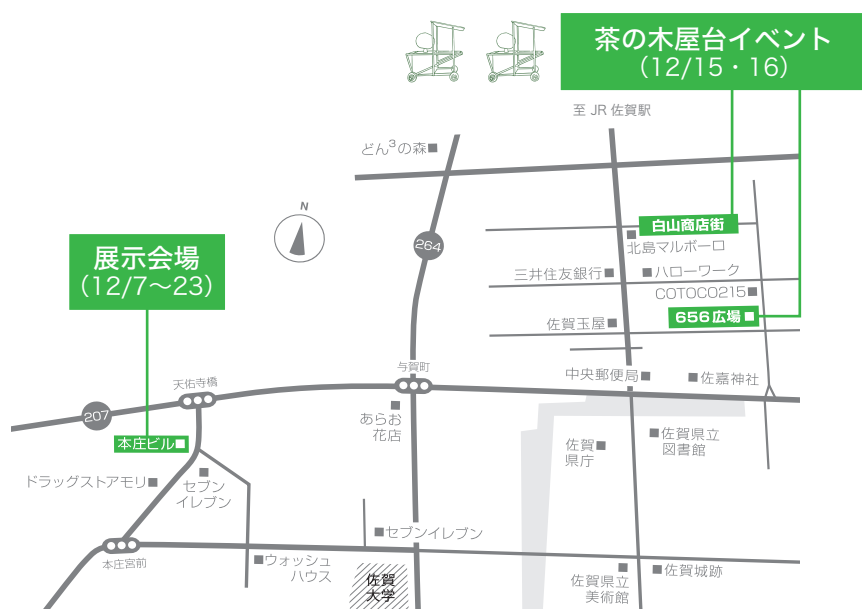 茶の木屋台イベント
(12/15・16)
至 JR 佐賀駅
どん³の森
N
264
白山商店街
北島マルボーロ
展示会場
(12/7〜23)
三井住友銀行
ハローワーク
COTOCO215
656広場
佐賀玉屋
与賀町
中央郵便局
佐嘉神社
天佑寺橋
207
あらお
花店
本庄ビル
佐賀
県庁
佐賀県立
図書館
ドラッグストアモリ
セブン
イレブン
セブンイレブン
本庄宮前
ウォッシュ
ハウス
佐賀
大学
佐賀県立
美術館
佐賀城跡